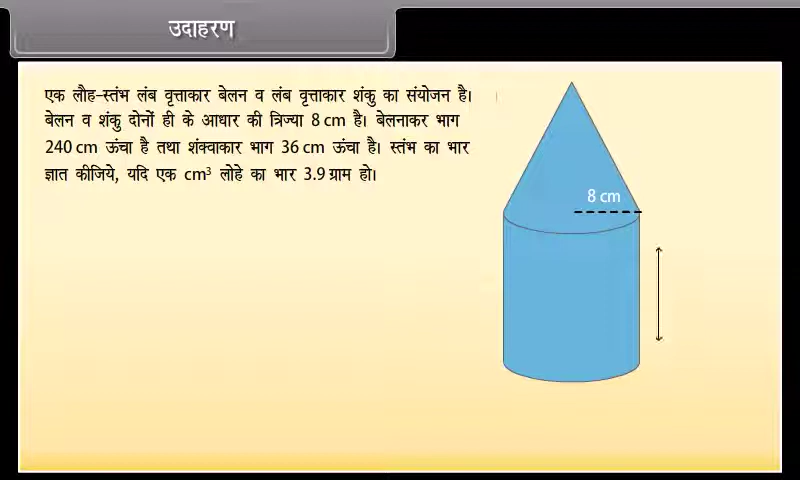 उदाहरण
एक लौह-स्तंभ लंब वृत्ताकार बेलन व लंब वृत्ताकार शंकु का संयोजन है।
बेलन व शंकु दोनों ही के आधार की त्रिज्या 8 cm है। बेलनाकर भाग
240 cm ऊंचा है तथा शंक्वाकार भाग 36 cm ऊंचा है। स्तंभ का भार
ज्ञात कीजिये, यदि एक cm³ लोहे का भार 3.9 ग्राम हो।
8 cm